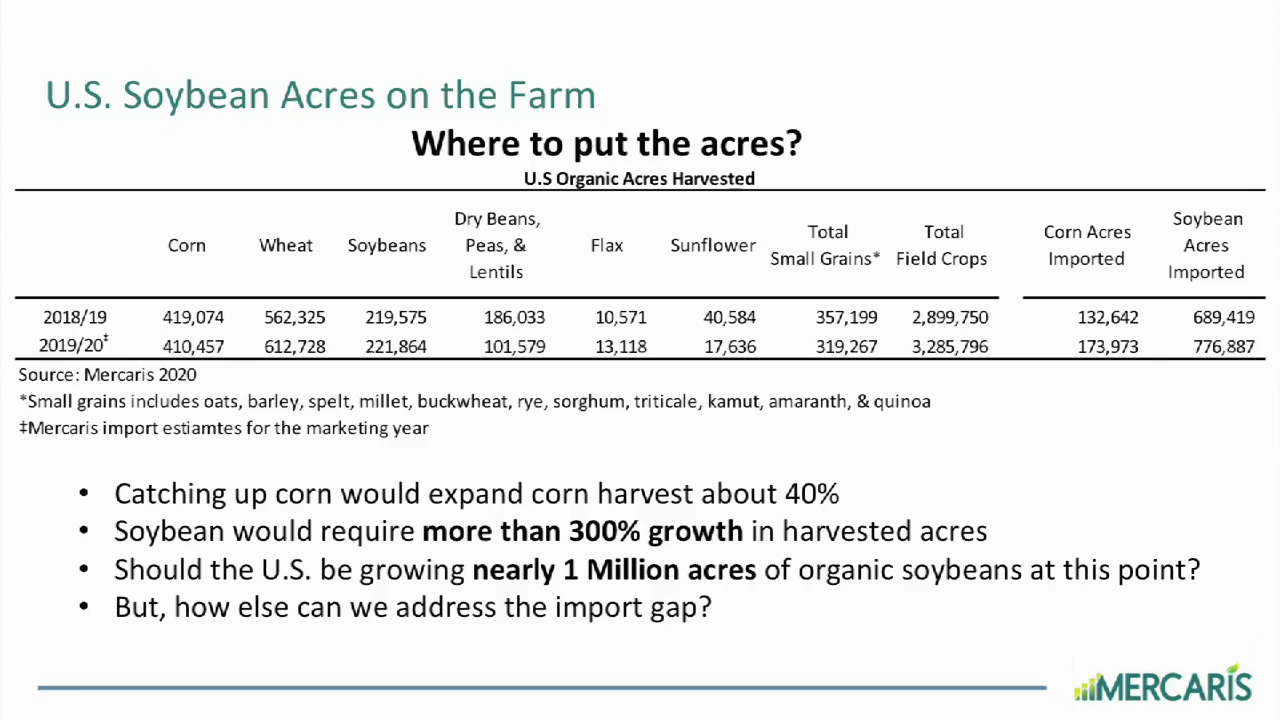 U.S. Soybean Acres on the Farm
Where to put the acres?
U.S Organic Acres Harvested
Corn Wheat Soybeans Dry Beans, Peas, & Lentils Flax Sunflower Total Small Grains* Total Field Crops Corn Acres Imported Soybean Acres Imported
2018/19 419,074 562,325 219,575 186,033 10,571 40,584 357,199 2,899,750 132,642 689,419
2019/20‡ 410,457 612,728 221,864 101,579 13,118 17,636 319,267 3,285,796 173,973 776,887
Source: Mercaris 2020
*Small grains includes oats, barley, spelt, millet, buckwheat, rye, sorghum, triticale, kamut, amaranth, & quinoa
‡Mercaris import estiamtes for the marketing year
• Catching up corn would expand corn harvest about 40%
• Soybean would require more than 300% growth in harvested acres
• Should the U.S. be growing nearly 1 Million acres of organic soybeans at this point?
• But, how else can we address the import gap?
MERCARIS